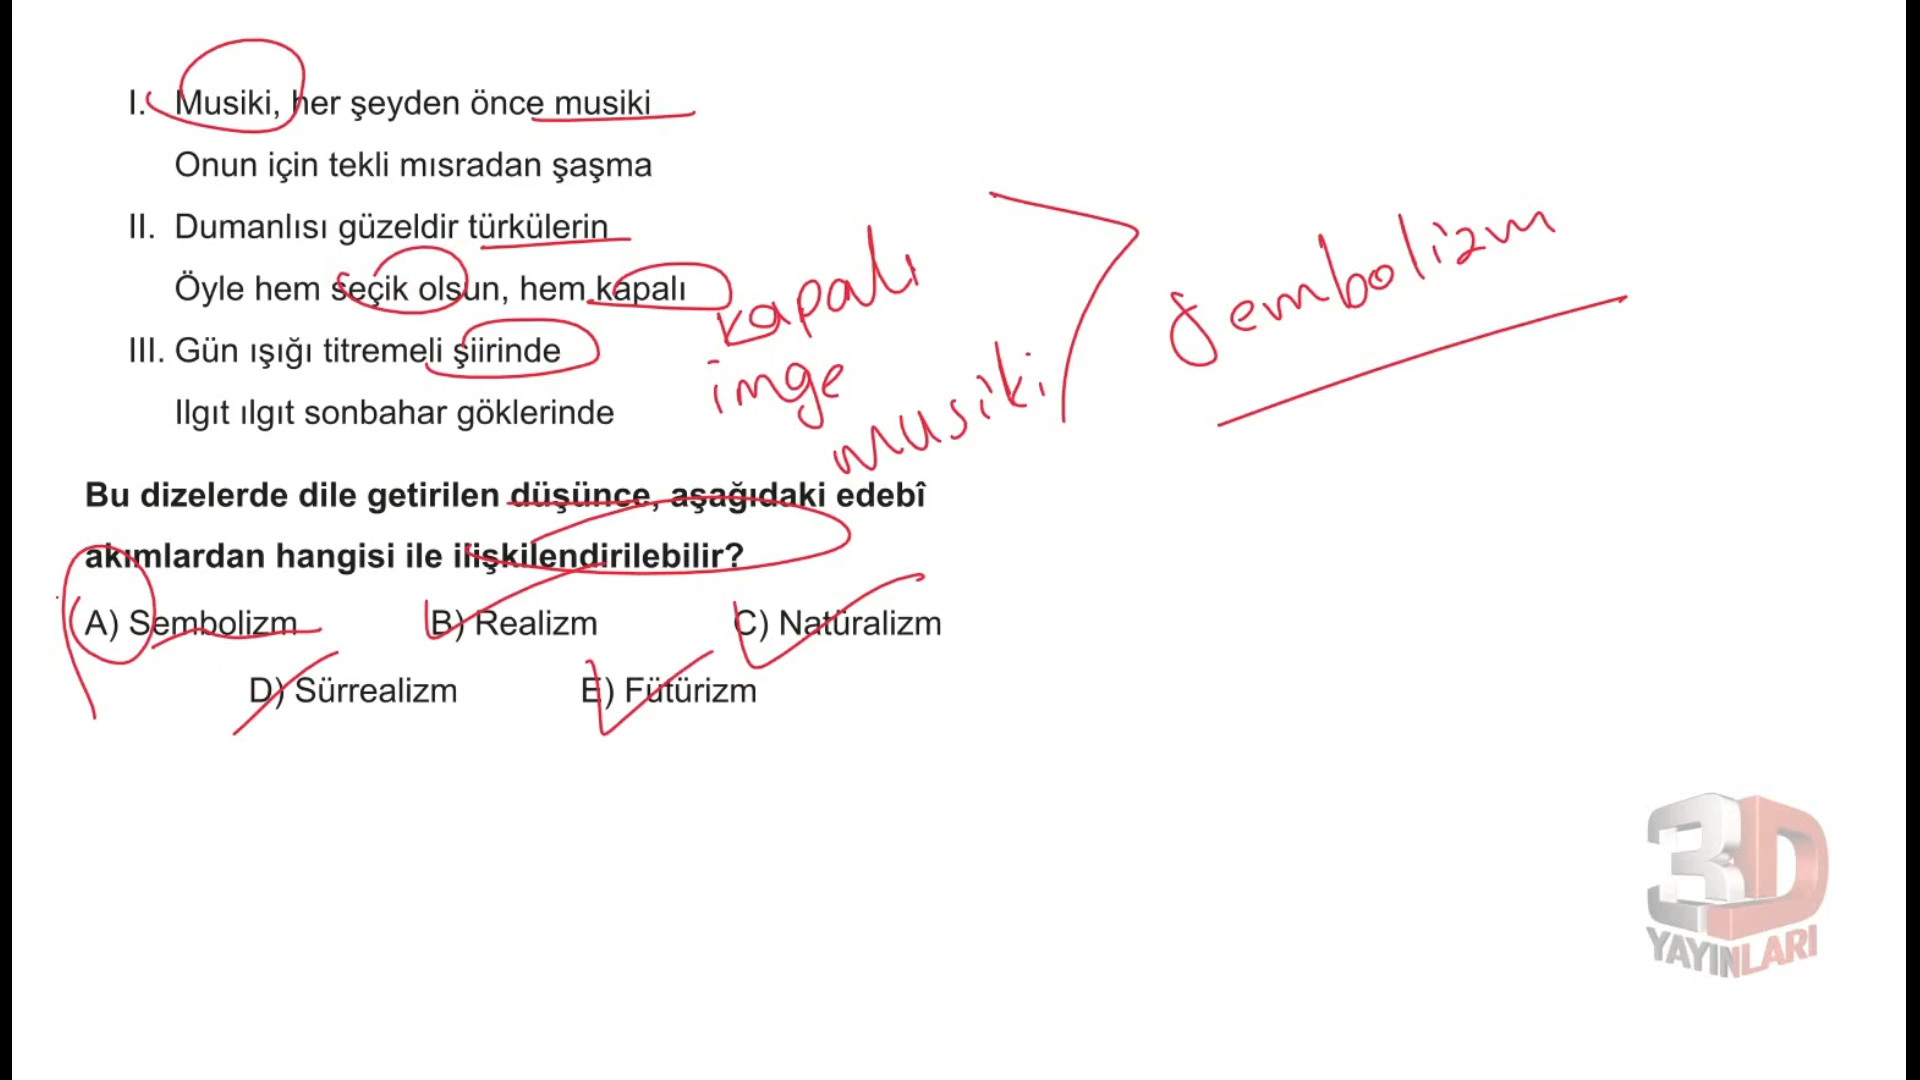 I. Musiki, her şeyden önce musiki
Onun için tekli mısradan şaşma
II. Dumanlısı güzeldir türkülerin
Öyle hem seçik olsun, hem kapalı
III. Gün ışığı titremeli şiirinde
Ilgıt ılgıt sonbahar göklerinde
kapalı
imge
musiki
Sembolizm
Bu dizelerde dile getirilen düşünce, aşağıdaki edebî
akımlardan hangisi ile ilişkilendirilebilir?
A) Sembolizm B) Realizm C) Natüralizm
D) Sürrealizm E) Fütürizm
3D
YAYINLARI